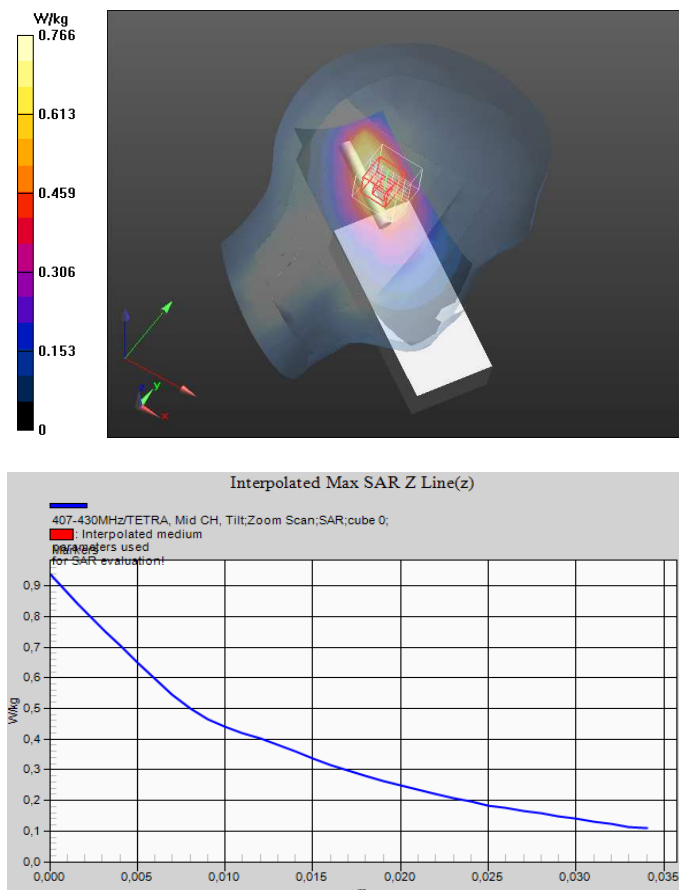 W/kg
0.766
0.613
0.459
0.306
0.153
0
z
y
x
Interpolated Max SAR Z Line(z)
407-430MHz/TETRA, Mid CH, Tilt;Zoom Scan;SAR;cube 0;
: Interpolated medium
parameters used
Markers
for SAR evaluation!
0,9
0,8
0,7
0,6
0,5
W/kg
0,4
0,3
0,2
0,1
0,0
0,000 0,005 0,010 0,015 0,020 0,025 0,030 0,035